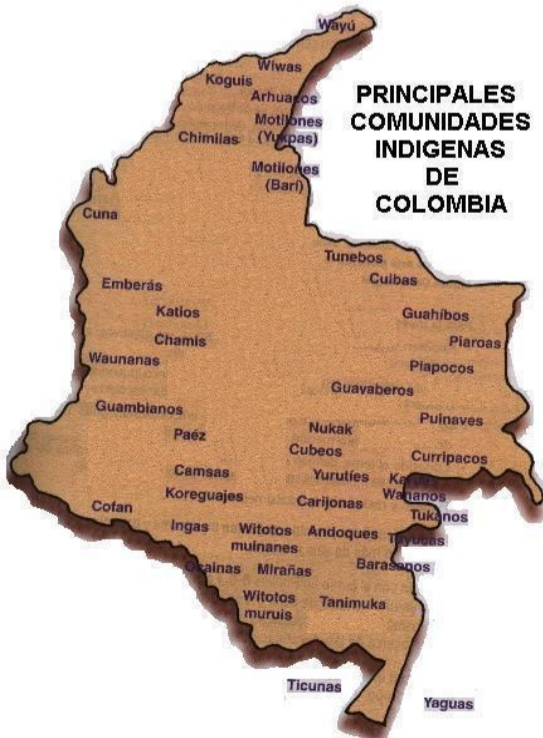 Wayú
Wiwas
Koguis
Arhuacos
PRINCIPALES
COMUNIDADES
INDIGENAS
DE
COLOMBIA
Motilones
(Yukpas)
Chimilas
Motilones
(Barí)
Cuna
Tunebos
Cuibas
Emberás
Katios
Guahíbos
Chamis
Piaroas
Waunanas
Piapocos
Guayaberos
Guambianos
Puinaves
Paéz
Nukak
Cubeos
Curripacos
Camsas
Yurutíes
Koreguajes
Wananos
Cofan
Carijonas
Tukanos
Ingas
Witotos
muinanes
Andoques
Tuyucas
Ocainas
Mirañas
Barasanos
Witotos
muruis
Tanimuka
Ticunas
Yaguas